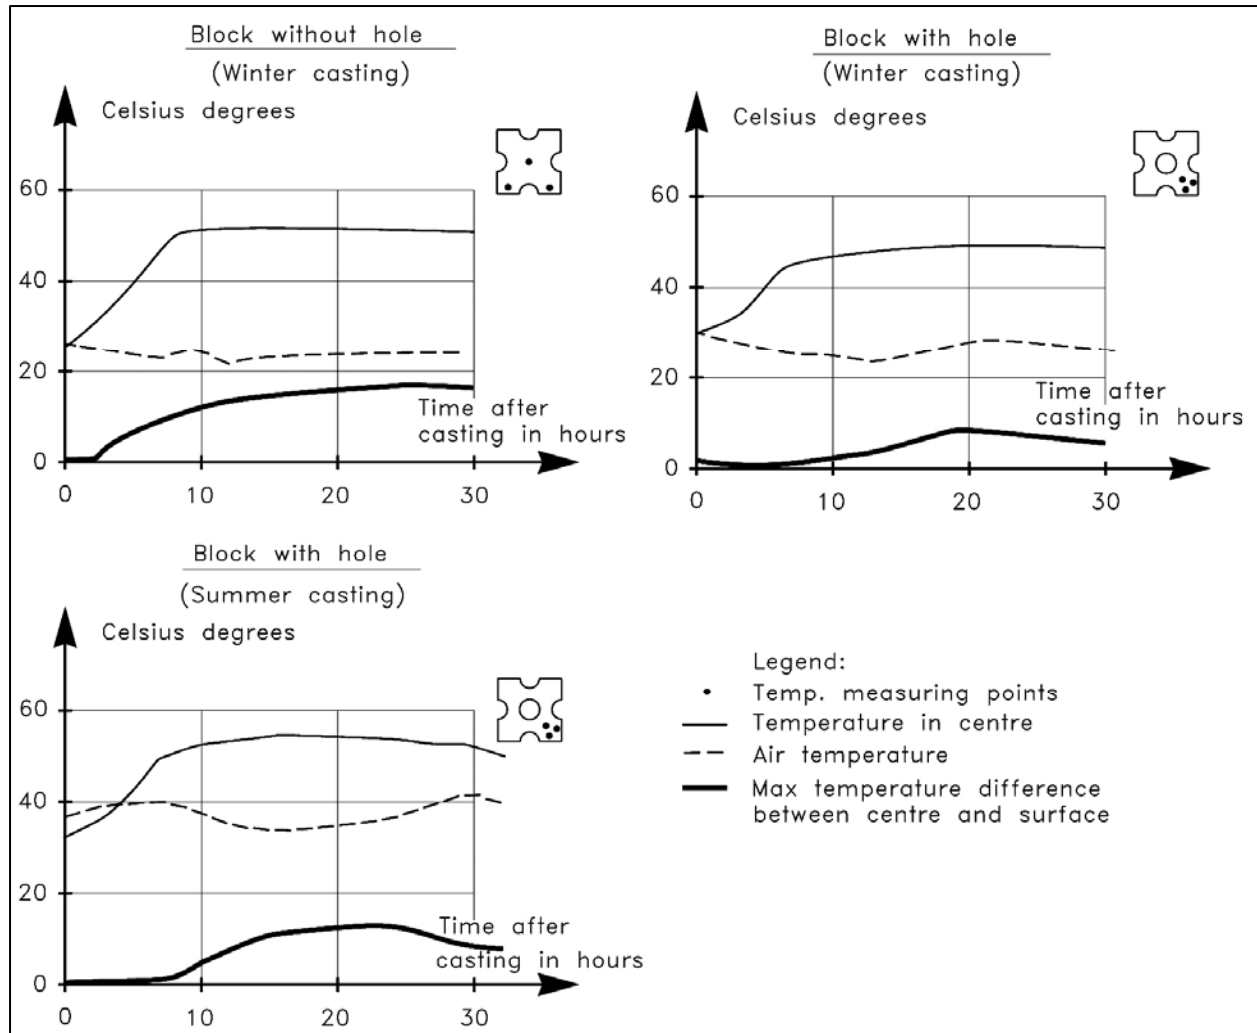 Block without hole
(Winter casting)
Celsius degrees
60
40
20
0
Time after
casting in hours
0 10 20 30
Block with hole
(Winter casting)
Celsius degrees
60
40
20
0
Time after
casting in hours
0 10 20 30
Block with hole
(Summer casting)
Celsius degrees
60
40
20
0
Time after
casting in hours
0 10 20 30
Legend:
Temp. measuring points
Temperature in centre
Air temperature
Max temperature difference
between centre and surface